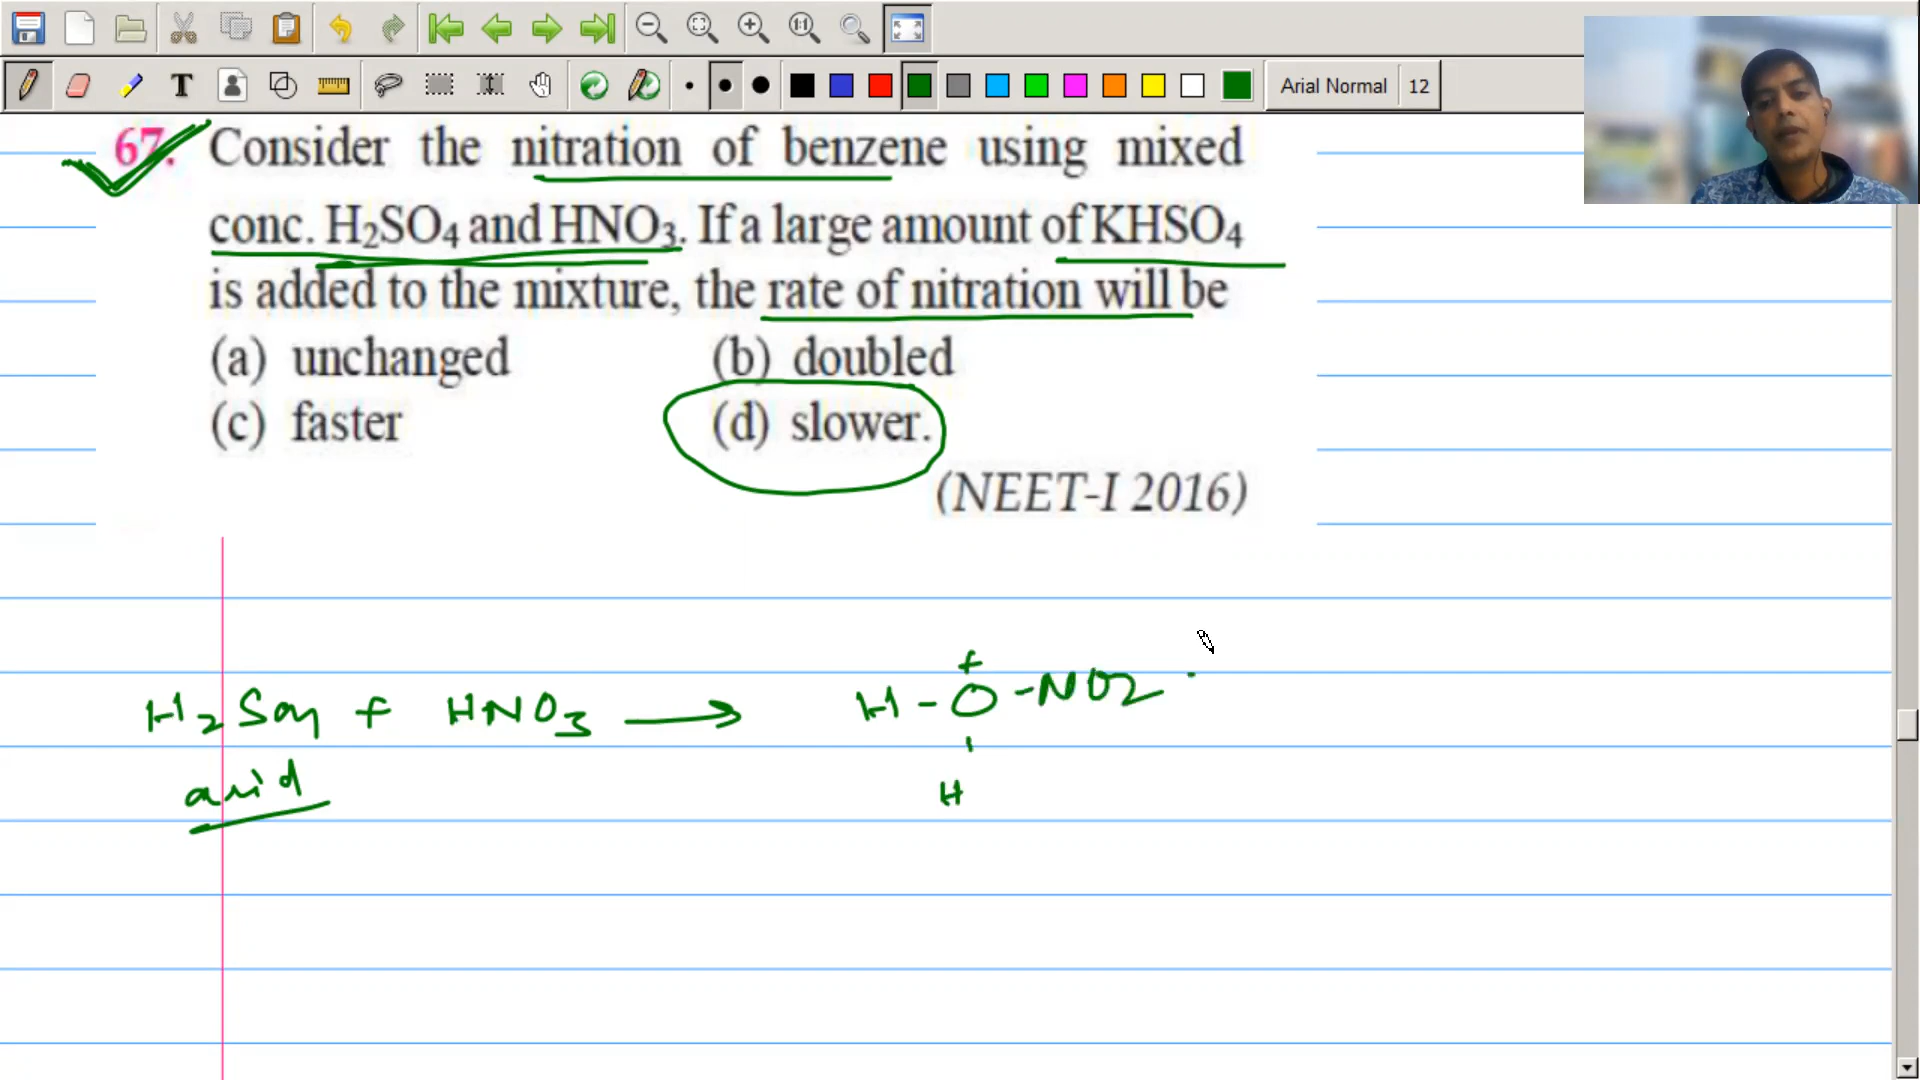 T
1:1
Arial Normal 12
67. Consider the nitration of benzene using mixed
conc. H₂SO₄ and HNO₃. If a large amount of KHSO₄
is added to the mixture, the rate of nitration will be
(a) unchanged (b) doubled
(c) faster (d) slower.
(NEET-I 2016)
+
H₂SO₄ + HNO₃ → H-O-NO2
acid H